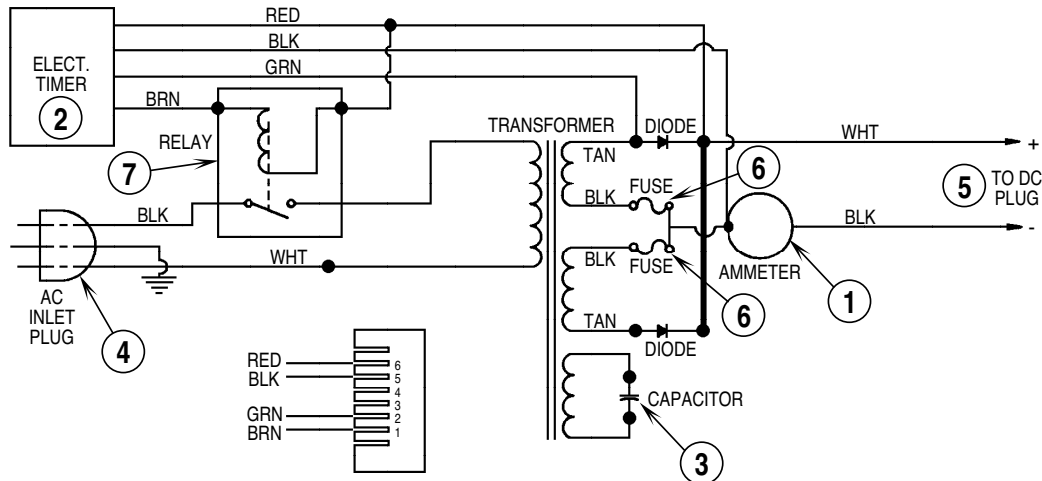 RED
BLK
GRN
BRN
ELECT.
TIMER
2
RELAY
7
TRANSFORMER
DIODE
TAN
WHT
+
5
TO DC
PLUG
6
FUSE
BLK
BLK
-
BLK
WHT
BLK
FUSE
AMMETER
1
6
AC
INLET
PLUG
4
TAN
DIODE
RED
BLK
GRN
BRN
6
5
4
3
2
1
CAPACITOR
3